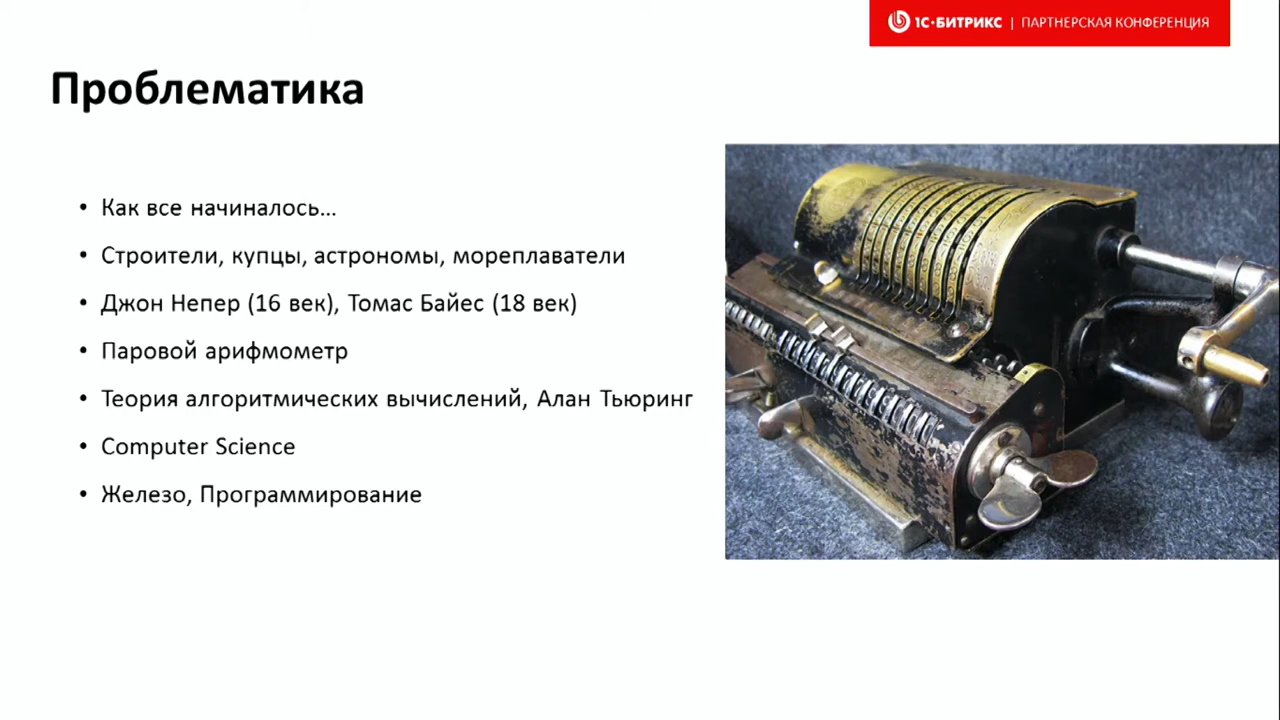 1С·БИТРИКС | ПАРТНЕРСКАЯ КОНФЕРЕНЦИЯ
Проблематика
• Как все начиналось...
• Строители, купцы, астрономы, мореплаватели
• Джон Непер (16 век), Томас Байес (18 век)
• Паровой арифмометр
• Теория алгоритмических вычислений, Алан Тьюринг
• Computer Science
• Железо, Программирование